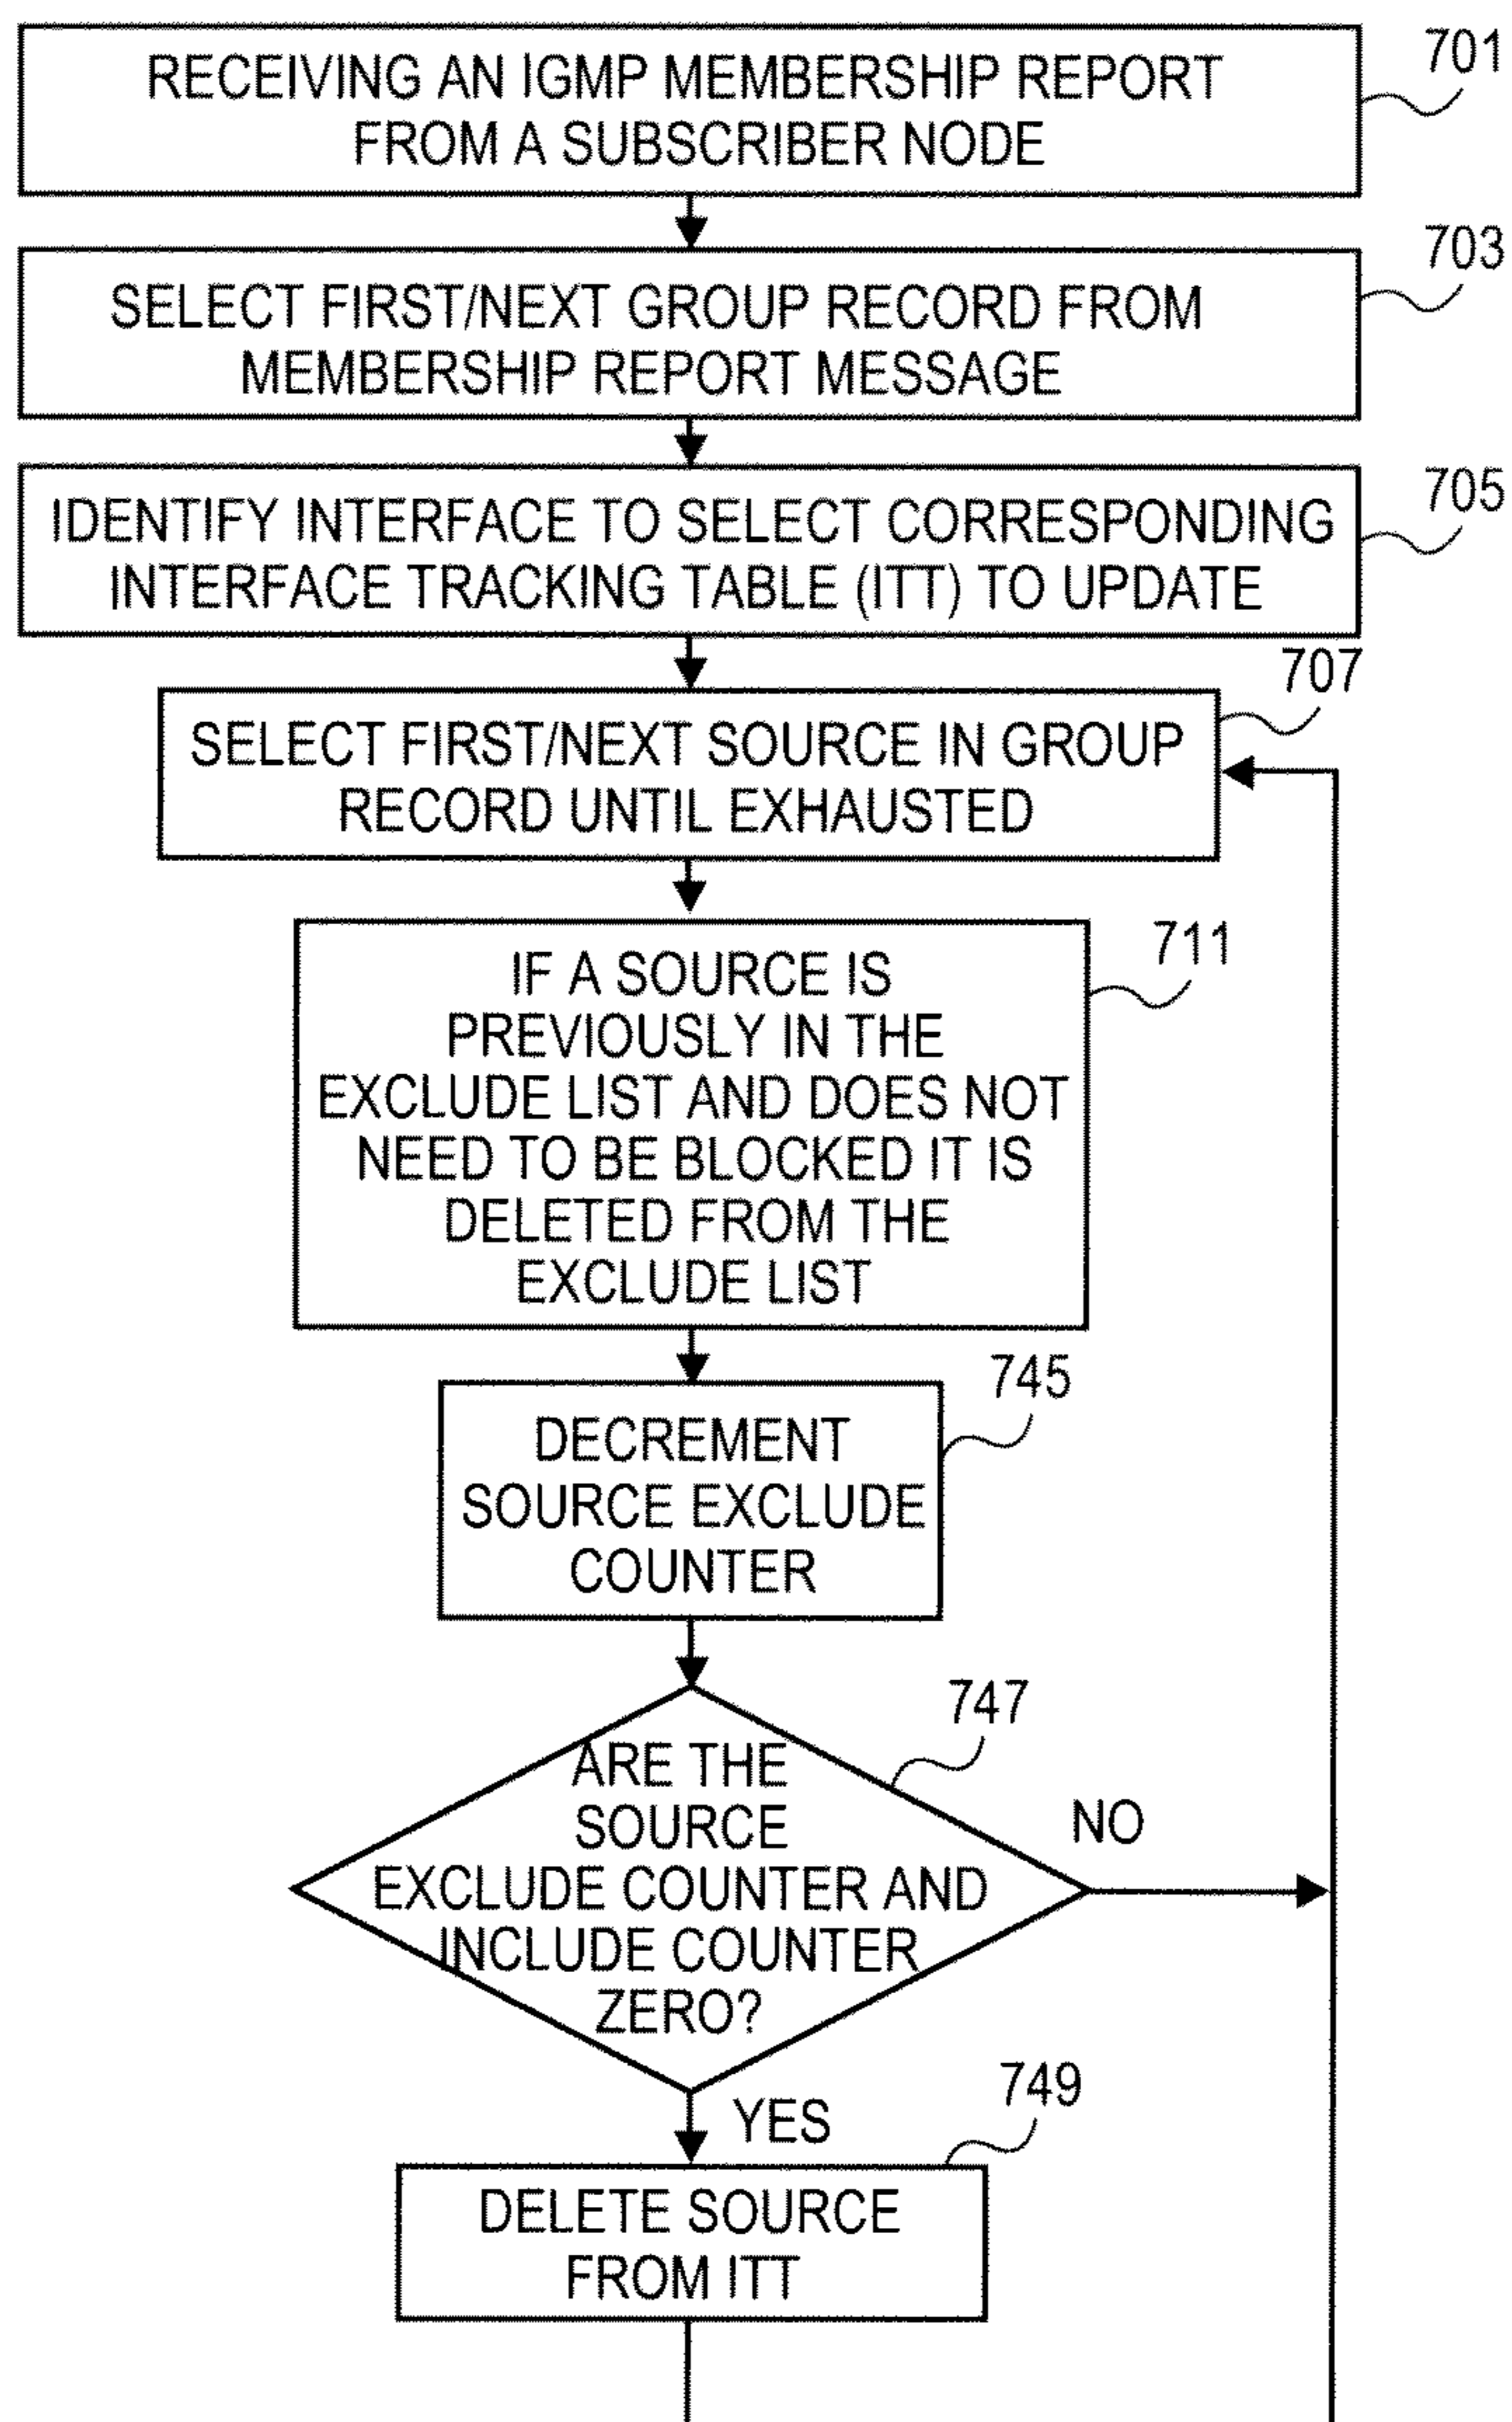 RECEIVING AN IGMP MEMBERSHIP REPORT
FROM A SUBSCRIBER NODE
701
SELECT FIRST/NEXT GROUP RECORD FROM
MEMBERSHIP REPORT MESSAGE
703
IDENTIFY INTERFACE TO SELECT CORRESPONDING
INTERFACE TRACKING TABLE (ITT) TO UPDATE
705
SELECT FIRST/NEXT SOURCE IN GROUP
RECORD UNTIL EXHAUSTED
707
IF A SOURCE IS
PREVIOUSLY IN THE
EXCLUDE LIST AND DOES NOT
NEED TO BE BLOCKED IT IS
DELETED FROM THE
EXCLUDE LIST
711
DECREMENT
SOURCE EXCLUDE
COUNTER
745
ARE THE
SOURCE
EXCLUDE COUNTER AND
INCLUDE COUNTER
ZERO?
747
NO
YES
DELETE SOURCE
FROM ITT
749